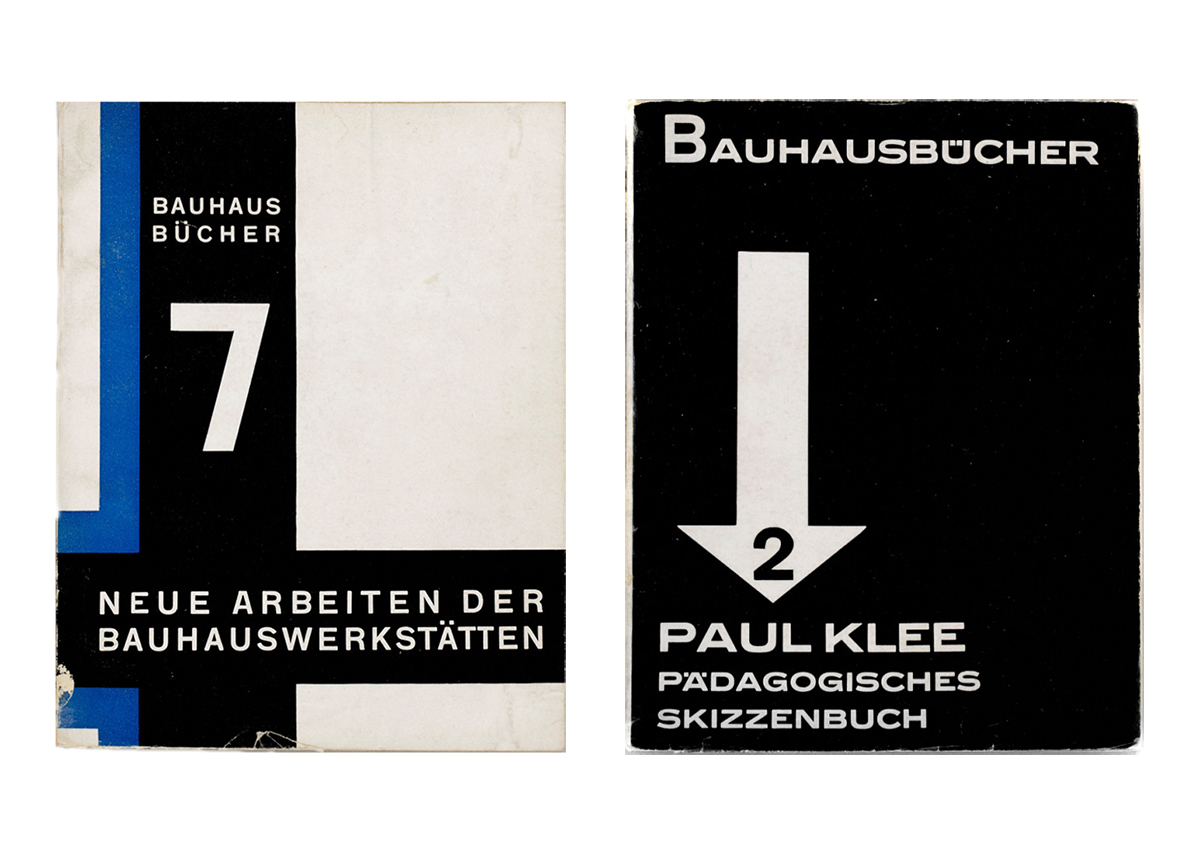 BAUHAUS
BÜCHER
7
NEUE ARBEITEN DER
BAUHAUSWERKSTÄTTEN
BAUHAUSBÜCHER
2
PAUL KLEE
PÄDAGOGISCHES
SKIZZENBUCH